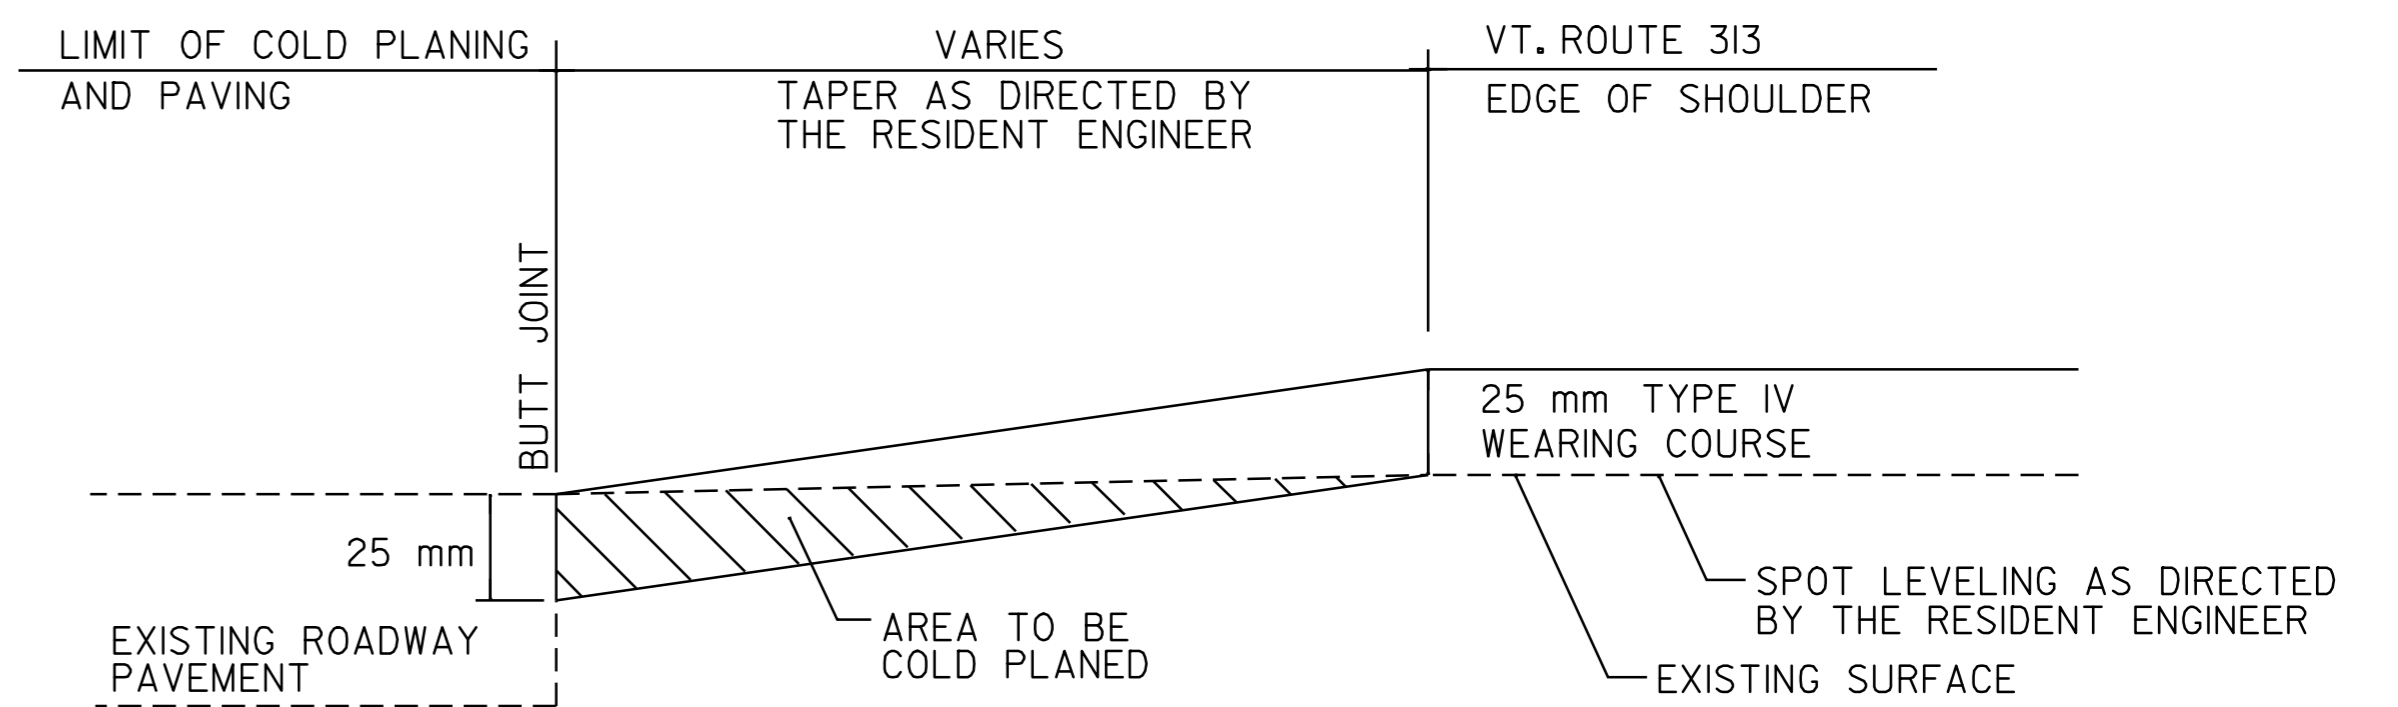 LIMIT OF COLD PLANING
AND PAVING
VARIES
TAPER AS DIRECTED BY
THE RESIDENT ENGINEER
VT. ROUTE 313
EDGE OF SHOULDER
BUTT JOINT
25 mm TYPE IV
WEARING COURSE
25 mm
EXISTING ROADWAY
PAVEMENT
AREA TO BE
COLD PLANED
SPOT LEVELING AS DIRECTED
BY THE RESIDENT ENGINEER
EXISTING SURFACE